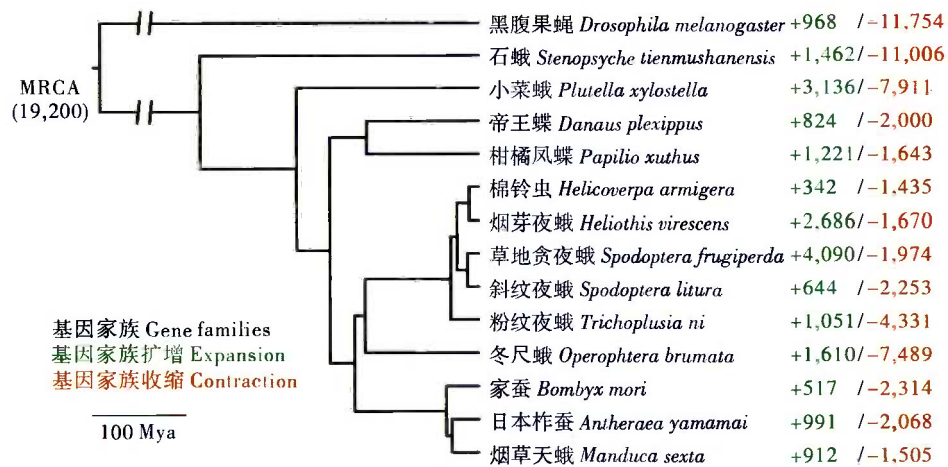 黑腹果蝇 Drosophila melanogaster +968 /-11,754
石蛾 Stenopsyche tienmushanensis +1,462/-11,006
MRCA
(19,200)
小菜蛾 Plutella xylostella +3,136/-7,911
帝王蝶 Danaus plexippus +824 /-2,000
柑橘凤蝶 Papilio xuthus +1,221/-1,643
棉铃虫 Helicoverpa armigera +342 /-1,435
烟芽夜蛾 Heliothis virescens +2.686/-1,670
草地贪夜蛾 Spodoptera frugiperda +4,090/-1,974
斜纹夜蛾 Spodoptera litura +644 /-2,253
粉纹夜蛾 Trichoplusia ni +1,051/-4,331
冬尺蛾 Operophtera brumata +1,610/-7,489
家蚕 Bombyx mori +517 /-2,314
日本柞蚕 Antheraea yamamai +991 /-2,068
烟草天蛾 Manduca sexta +912 /-1,505
基因家族 Gene families
基因家族扩增 Expansion
基因家族收缩 Contraction
100 Mya